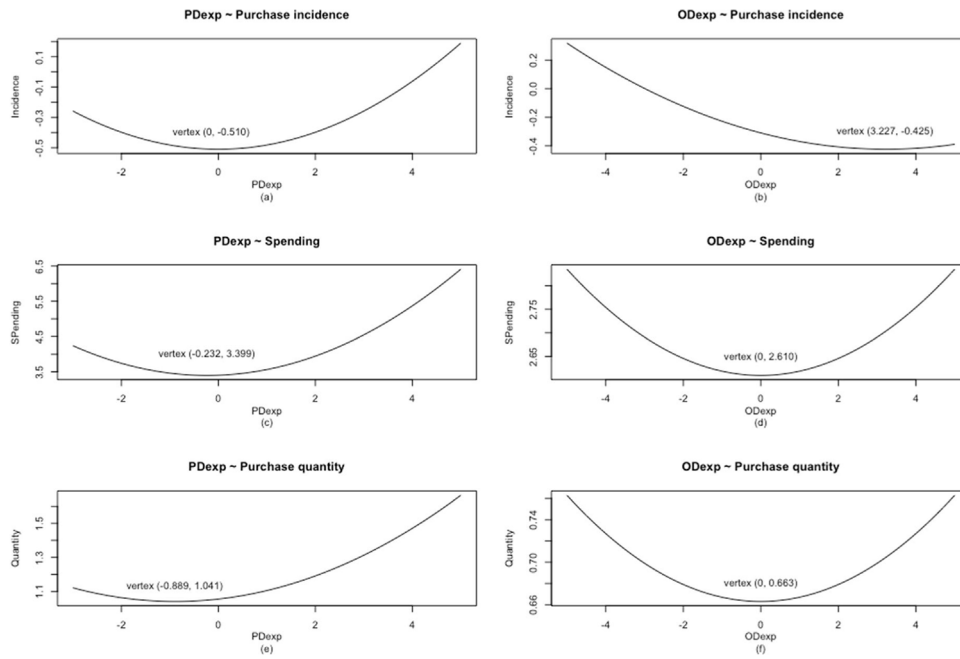 PDexp ~ Purchase incidence
Incidence
0.1
-0.1
-0.3
-0.5
vertex (0, -0.510)
-2 0 2 4
PDexp
(a)
ODexp ~ Purchase incidence
Incidence
0.2
0.0
-0.2
-0.4
vertex (3.227, -0.425)
-4 -2 0 2 4
ODexp
(b)
PDexp ~ Spending
SPending
6.5
5.5
4.5
3.5
vertex (-0.232, 3.399)
-2 0 2 4
PDexp
(c)
ODexp ~ Spending
SPending
2.75
2.65
vertex (0, 2.610)
-4 -2 0 2 4
ODexp
(d)
PDexp ~ Purchase quantity
Quantity
1.5
1.3
1.1
vertex (-0.889, 1.041)
-2 0 2 4
PDexp
(e)
ODexp ~ Purchase quantity
Quantity
0.74
0.70
0.66
vertex (0, 0.663)
-4 -2 0 2 4
ODexp
(f)